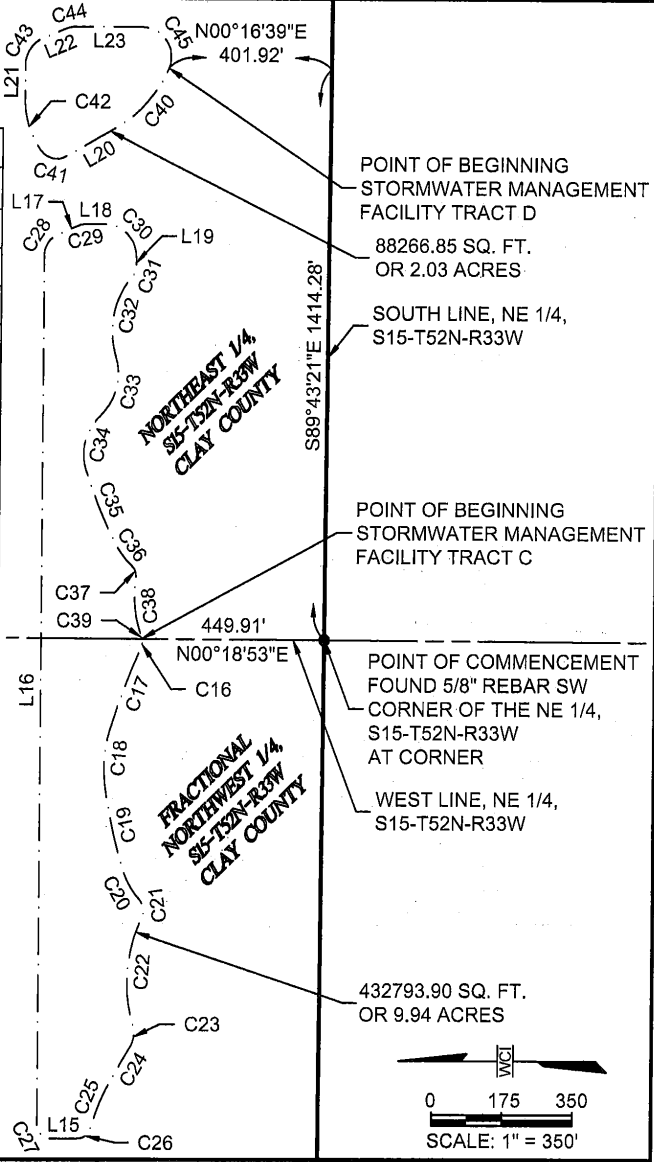 C44
C43
L22
L23
C45
N00°16'39"E
401.92'
L21
C42
C40
C41
L20
POINT OF BEGINNING
STORMWATER MANAGEMENT
FACILITY TRACT D
L17
L18
C28
C29
C30
L19
88266.85 SQ. FT.
OR 2.03 ACRES
C31
C32
SOUTH LINE, NE 1/4,
S15-T52N-R33W
NORTHEAST 1/4,
S15-T52N-R33W
CLAY COUNTY
S89°43'21"E 1414.28'
C33
C34
C35
C36
POINT OF BEGINNING
STORMWATER MANAGEMENT
FACILITY TRACT C
C37
C38
C39
449.91'
N00°18'53"E
C16
L16
C17
POINT OF COMMENCEMENT
FOUND 5/8" REBAR SW
CORNER OF THE NE 1/4,
S15-T52N-R33W
AT CORNER
C18
FRACTIONAL
NORTHWEST 1/4,
S15-T52N-R33W
CLAY COUNTY
WEST LINE, NE 1/4,
S15-T52N-R33W
C19
C20
C21
C22
432793.90 SQ. FT.
OR 9.94 ACRES
C23
C24
C25
WCI
L15
C27
C26
0 175 350
SCALE: 1" = 350'